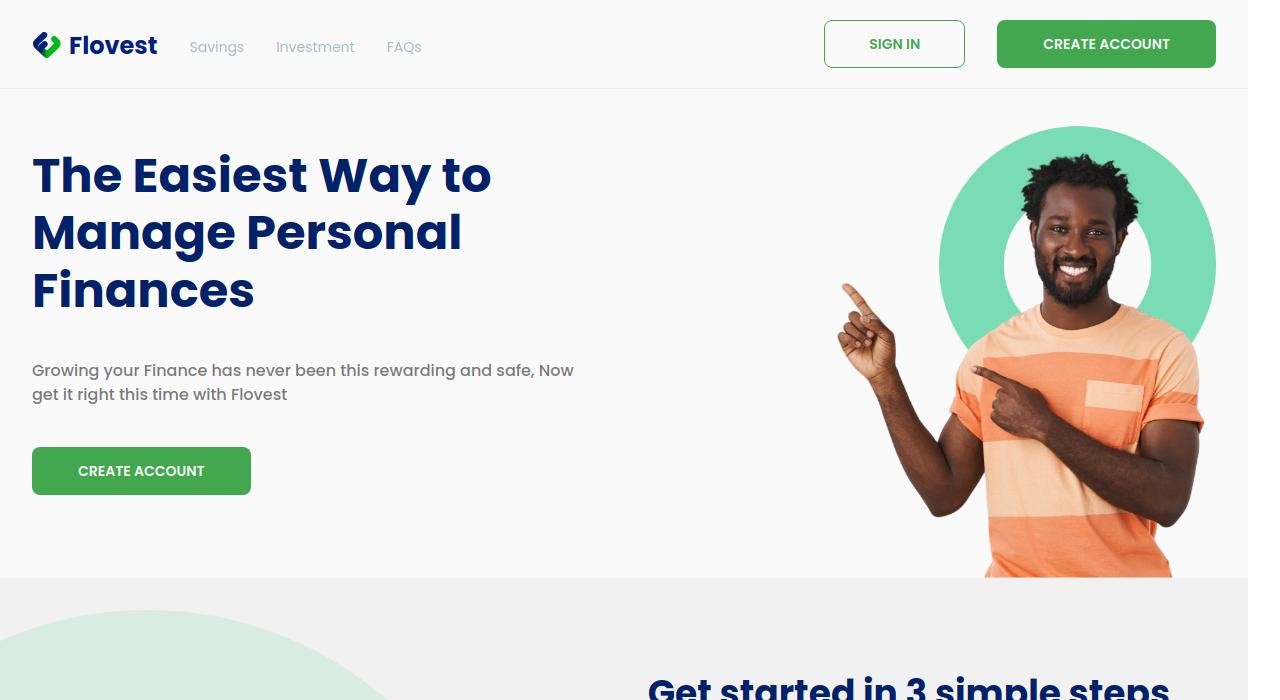 Flovest
Savings
Investment
FAQs
SIGN IN
CREATE ACCOUNT
The Easiest Way to
Manage Personal
Finances
Growing your Finance has never been this rewarding and safe, Now
get it right this time with Flovest
CREATE ACCOUNT
Get started in 3 simple steps